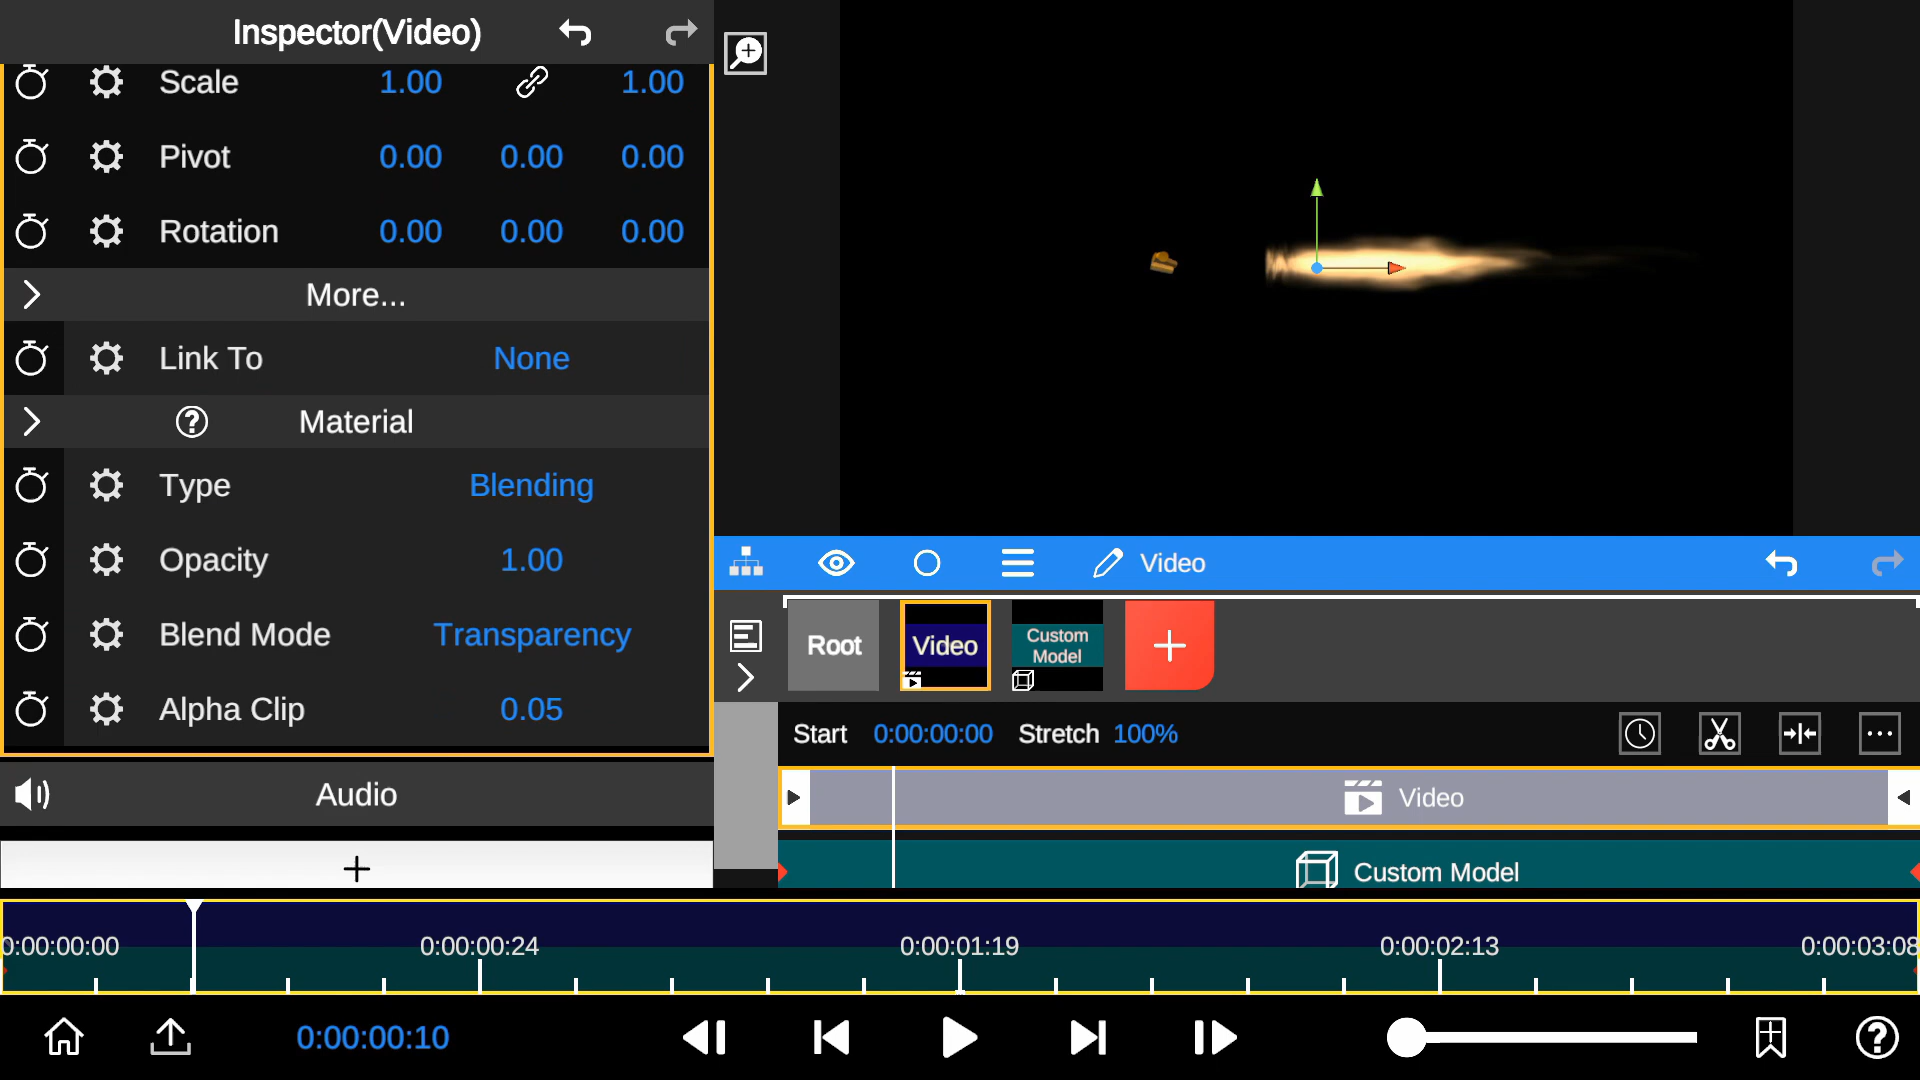 Inspector(Video)
Scale 1.00 1.00
Pivot 0.00 0.00 0.00
Rotation 0.00 0.00 0.00
More...
Link To None
Material
Type Blending
Opacity 1.00
Blend Mode Transparency
Alpha Clip 0.05
Audio
Video
Root
Video
Custom
Model
Start 0:00:00:00 Stretch 100%
Video
Custom Model
0:00:00:00 0:00:00:24 0:00:01:19 0:00:02:13 0:00:03:08
0:00:00:10